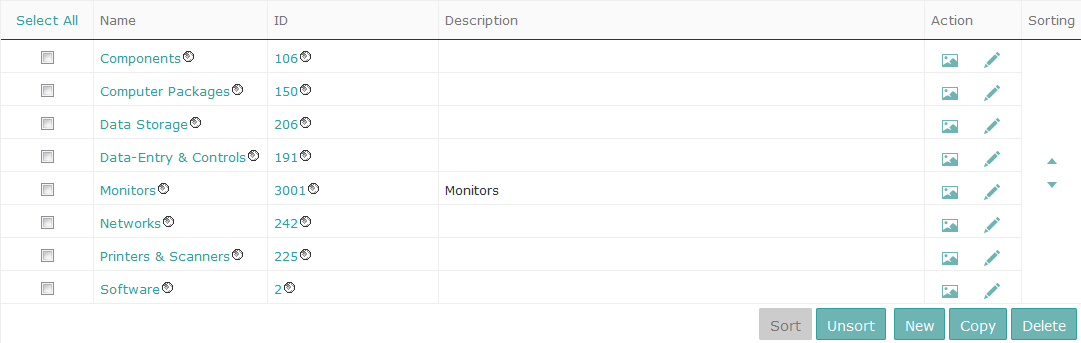 Select All Name ID Description Action Sorting
Components 106
Computer Packages 150
Data Storage 206
Data-Entry & Controls 191
Monitors 3001 Monitors
Networks 242
Printers & Scanners 225
Software 2
Sort Unsort New Copy Delete